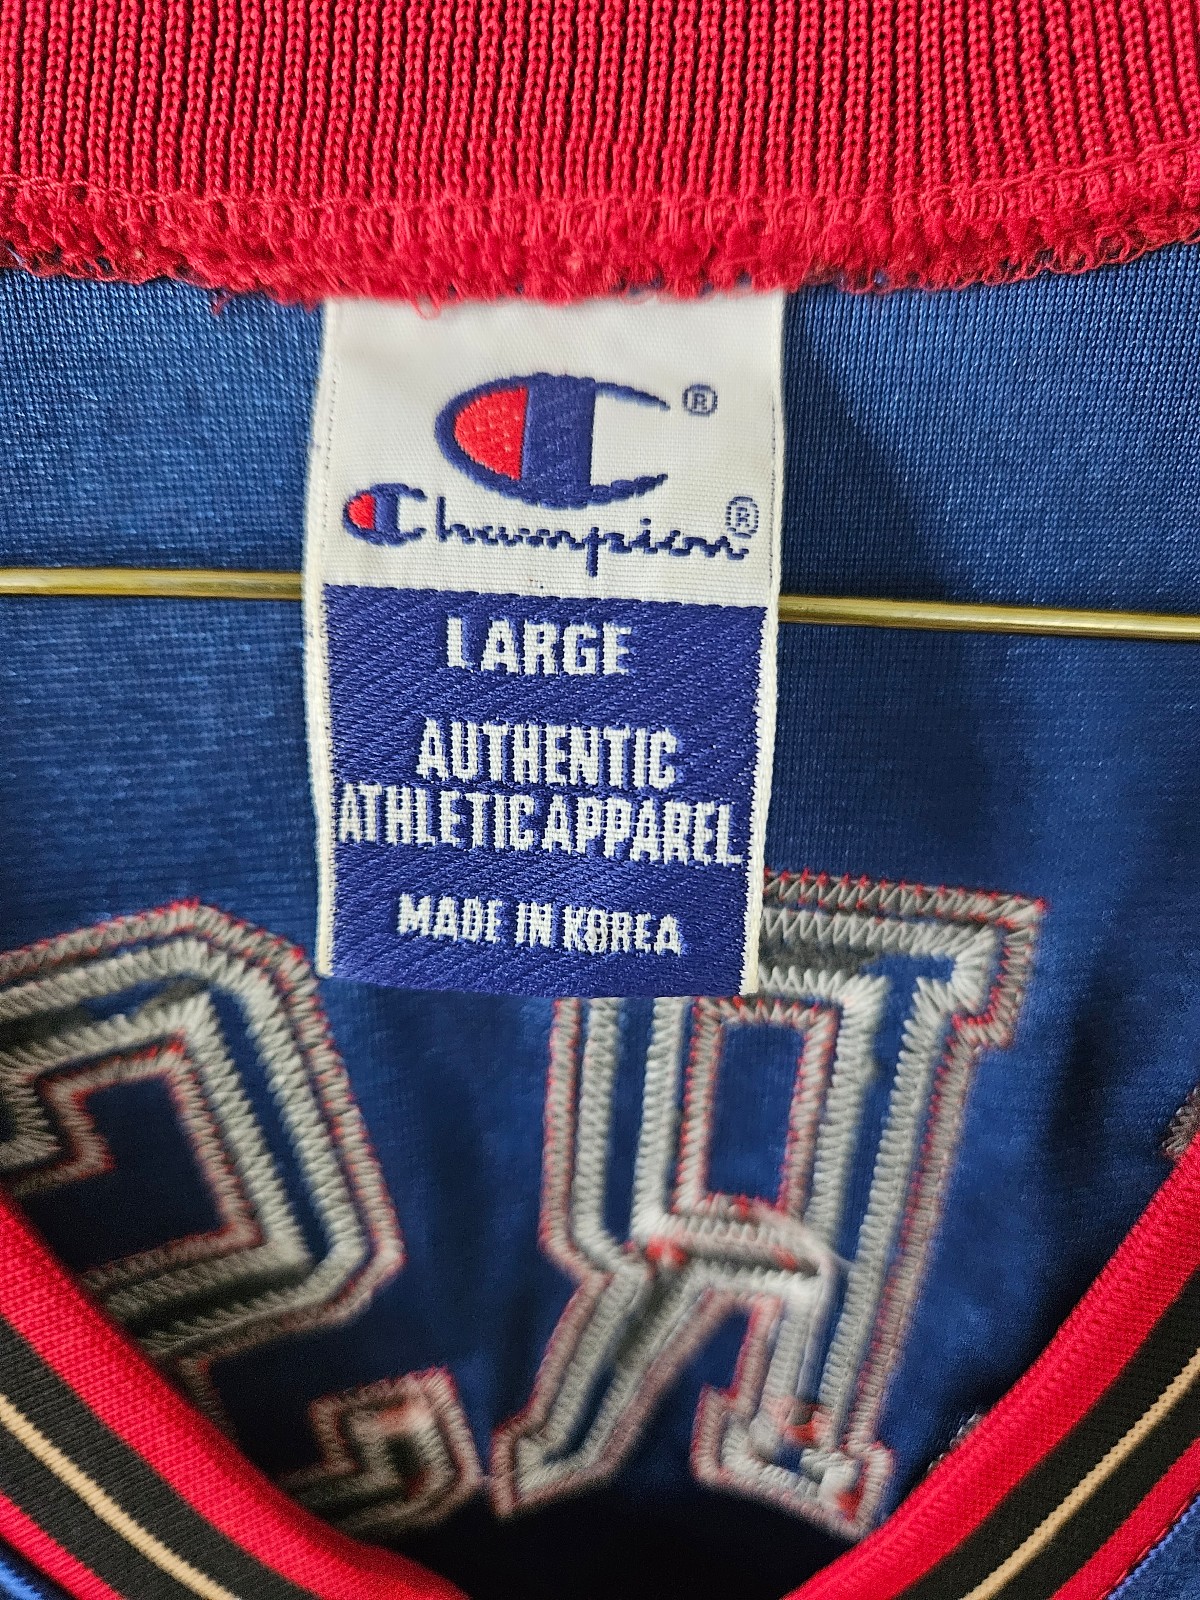 ®
Champion®
LARGE
AUTHENTIC
ATHLETIC APPAREL
MADE IN KOREA